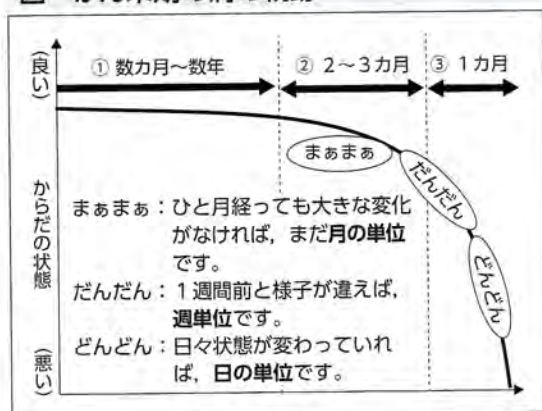 ① 数カ月～数年
② 2～3カ月
③ 1カ月
(良い)
からだの状態
(悪い)
まぁまぁ
だんだん
どんどん
まぁまぁ：ひと月経っても大きな変化
がなければ，まだ月の単位
です。
だんだん：1週間前と様子が違えば，
週単位です。
どんどん：日々状態が変わっていれ
ば，日の単位です。